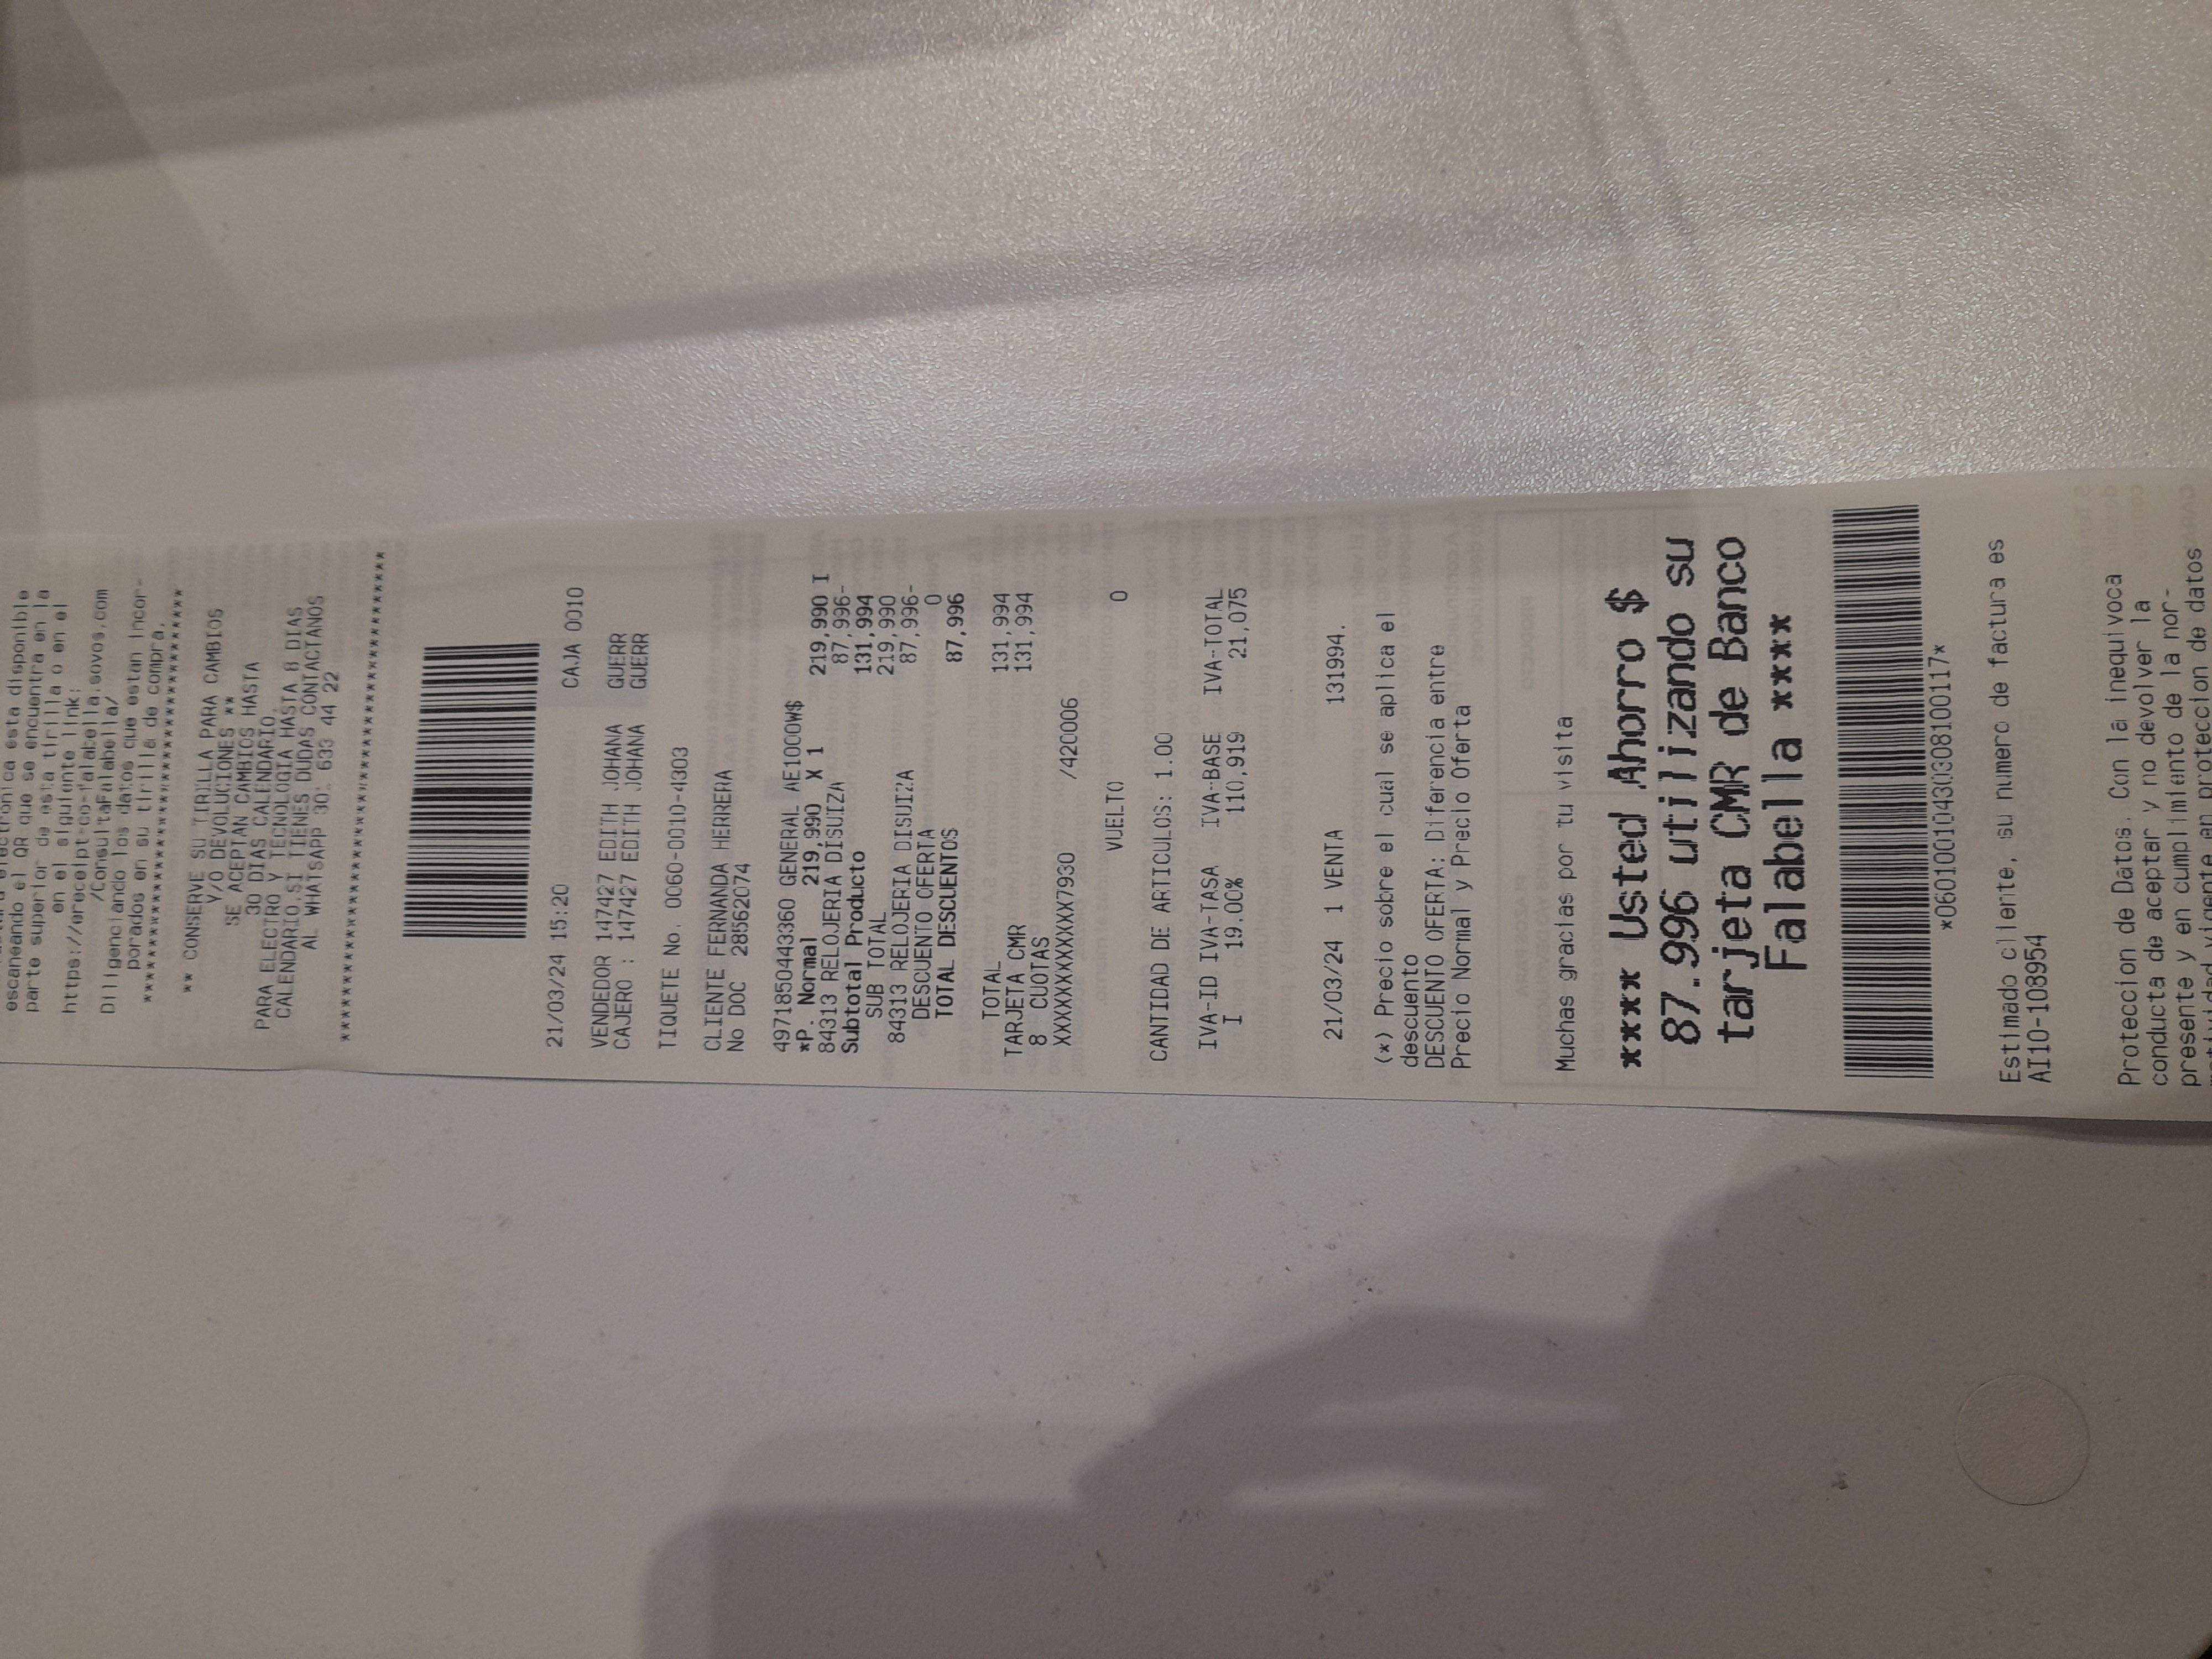 escaneando el QR que se encuentra en la
parte superior de esta tirilla o en el
en el siguiente link:
https://ereceipt-co-falabella.sovos.com
/ConsultaFalabella/
Diligenciando los datos que estan incor-
porados en su tirilla de compra.
****************************************
** CONSERVE SU TIRILLA PARA CAMBIOS
Y/O DEVOLUCIONES **
SE ACEPTAN CAMBIOS HASTA
30 DIAS CALENDARIO.
PARA ELECTRO Y TECNOLOGIA HASTA 8 DIAS
CALENDARIO.SI TIENES DUDAS CONTACTANOS
AL WHATSAPP 30: 633 44 22
****************************************
21/03/24 15:20 CAJA 0010
VENDEDOR 147427 EDITH JOHANA GUERR
CAJERO : 147427 EDITH JOHANA GUERR
TIQUETE No. 0060-0010-4303
CLIENTE FERNANDA HERRERA
No DOC 28562074
4971850443360 GENERAL AE1000W$
*P. Normal 219,990 X 1 219,990 I
84313 RELOJERIA DISUIZA 87,996-
Subtotal Producto 131,994
SUB TOTAL 219,990
84313 RELOJERIA DISUIZA 87,996-
DESCUENTO OFERTA 0
TOTAL DESCUENTOS 87,996
TOTAL 131,994
TARJETA CMR 131,994
8 CUOTAS
XXXXXXXXXXXX7930 /420006
VUELTO 0
CANTIDAD DE ARTICULOS: 1.00
IVA-ID IVA-TASA IVA-BASE IVA-TOTAL
I 19.00% 110,919 21,075
21/03/24 1 VENTA 131994.
(*) Precio sobre el cual se aplica el
descuento
DESCUENTO OFERTA: Diferencia entre
Precio Normal y Precio Oferta
Muchas gracias por tu visita
**** Usted Ahorro $
87.996 utilizando su
tarjeta CMR de Banco
Falabella ****
*06010010430308100117*
Estimado cliente, su numero de factura es
AI10-108954
Proteccion de Datos. Con la inequivoca
conducta de aceptar y no devolver la
presente y en cumplimiento de la nor-